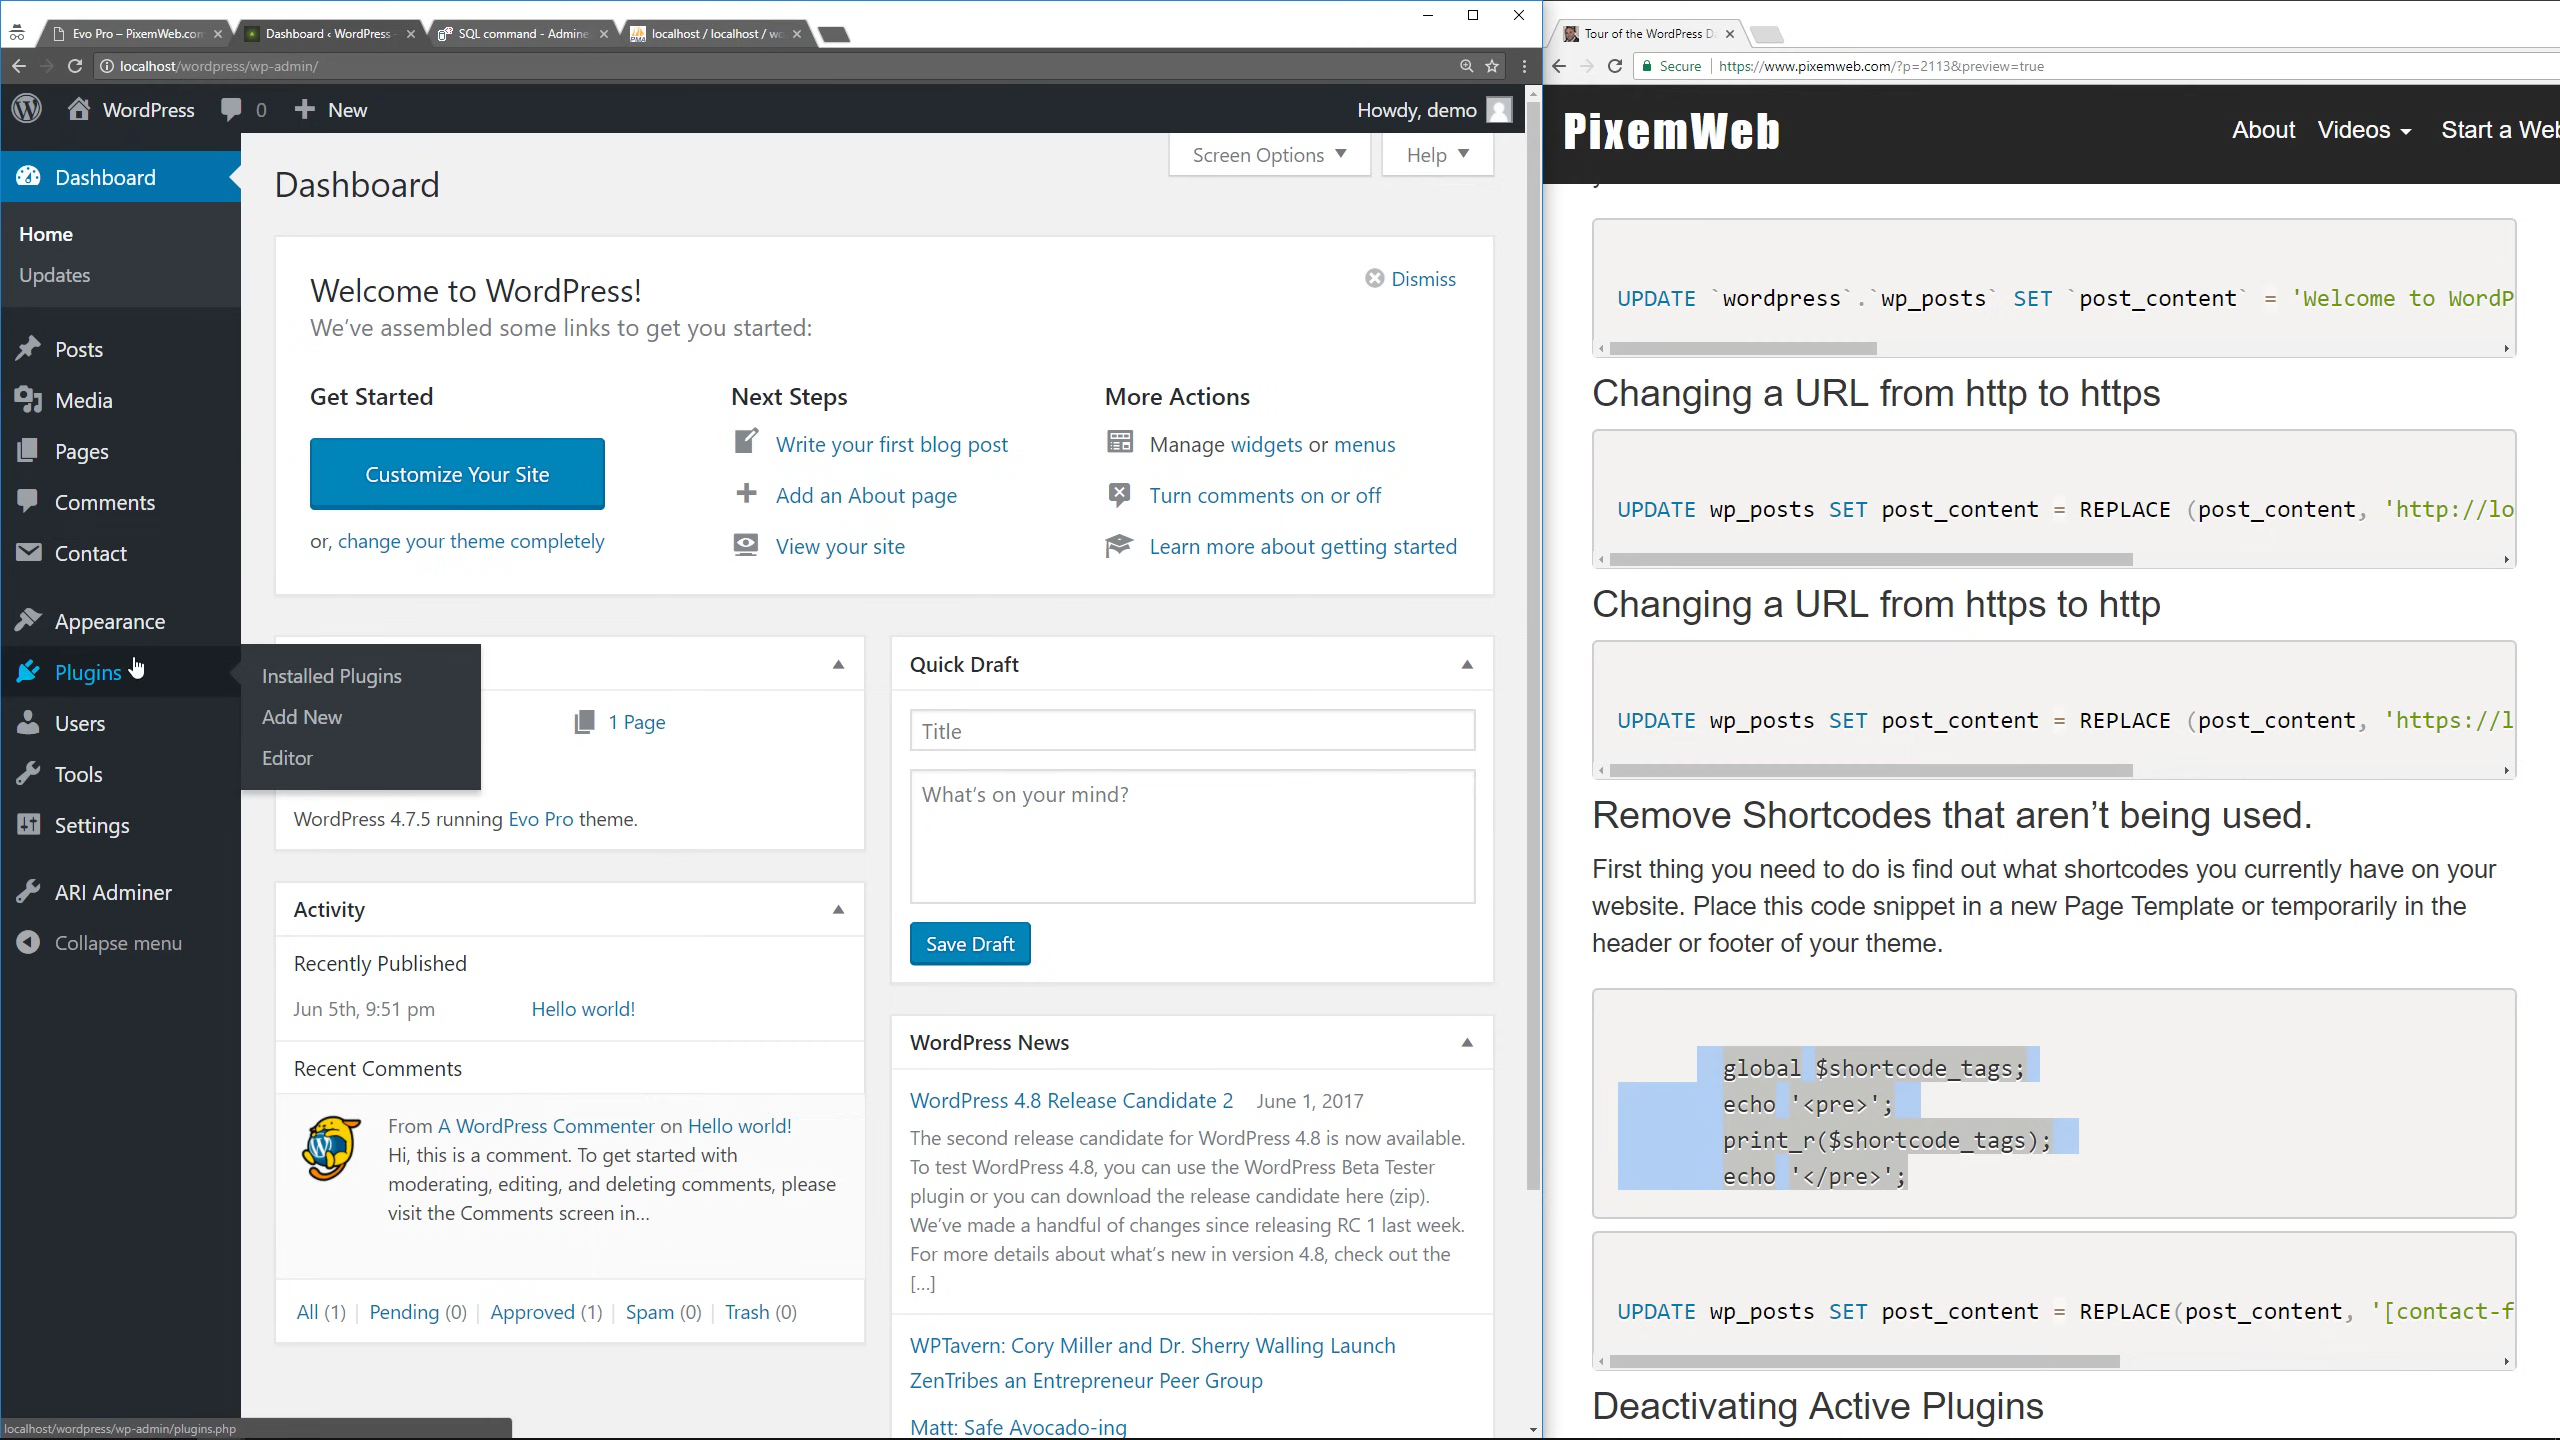 Evo Pro – PixemWeb.com
Dashboard ‹ WordPress
SQL command - Admine
localhost / localhost / wo
localhost/wordpress/wp-admin/
WordPress
0
New
Howdy, demo
Dashboard
Home
Updates
Posts
Media
Pages
Comments
Contact
Appearance
Plugins
Users
Tools
Settings
ARI Adminer
Collapse menu
Installed Plugins
Add New
Editor
Screen Options
Help
Dashboard
Welcome to WordPress!
We’ve assembled some links to get you started:
Dismiss
Get Started
Customize Your Site
or, change your theme completely
Next Steps
Write your first blog post
Add an About page
View your site
More Actions
Manage widgets or menus
Turn comments on or off
Learn more about getting started
1 Page
WordPress 4.7.5 running Evo Pro theme.
Activity
Recently Published
Jun 5th, 9:51 pm Hello world!
Recent Comments
From A WordPress Commenter on Hello world!
Hi, this is a comment. To get started with
moderating, editing, and deleting comments, please
visit the Comments screen in…
All (1) | Pending (0) | Approved (1) | Spam (0) | Trash (0)
Quick Draft
Title
What’s on your mind?
Save Draft
WordPress News
WordPress 4.8 Release Candidate 2 June 1, 2017
The second release candidate for WordPress 4.8 is now available.
To test WordPress 4.8, you can use the WordPress Beta Tester
plugin or you can download the release candidate here (zip).
We’ve made a handful of changes since releasing RC 1 last week.
For more details about what’s new in version 4.8, check out the
[…]
WPTavern: Cory Miller and Dr. Sherry Walling Launch
ZenTribes an Entrepreneur Peer Group
Matt: Safe Avocado-ing
localhost/wordpress/wp-admin/plugins.php
Tour of the WordPress D
Secure https://www.pixemweb.com/?p=2113&preview=true
PixemWeb
About
Videos
Start a Web
UPDATE `wordpress`.`wp_posts` SET `post_content` = 'Welcome to WordP
Changing a URL from http to https
UPDATE wp_posts SET post_content = REPLACE (post_content, 'http://lo
Changing a URL from https to http
UPDATE wp_posts SET post_content = REPLACE (post_content, 'https://l
Remove Shortcodes that aren’t being used.
First thing you need to do is find out what shortcodes you currently have on your
website. Place this code snippet in a new Page Template or temporarily in the
header or footer of your theme.
global $shortcode_tags;
echo '<pre>';
print_r($shortcode_tags);
echo '</pre>';
UPDATE wp_posts SET post_content = REPLACE(post_content, '[contact-f
Deactivating Active Plugins